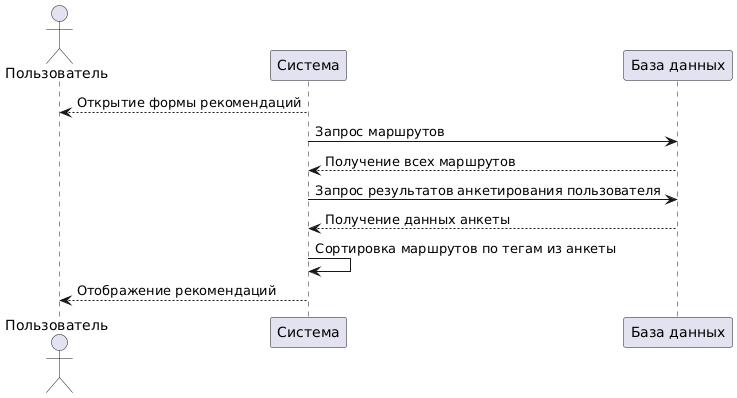 Пользователь
Система
База данных
Открытие формы рекомендаций
Запрос маршрутов
Получение всех маршрутов
Запрос результатов анкетирования пользователя
Получение данных анкеты
Сортировка маршрутов по тегам из анкеты
Отображение рекомендаций
Пользователь
Система
База данных